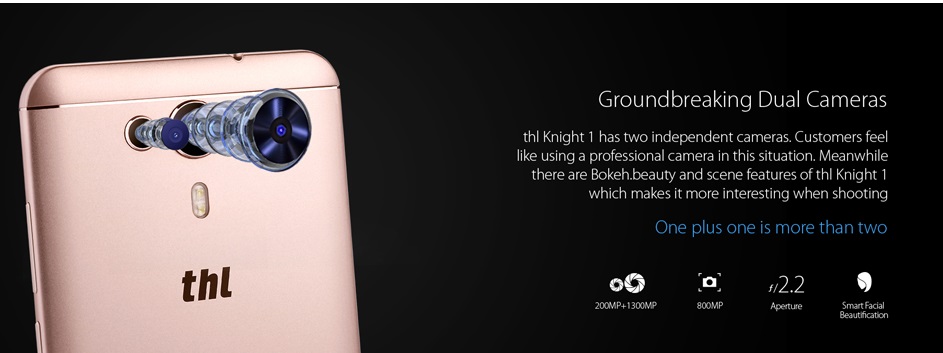 Groundbreaking Dual Cameras
thl Knight 1 has two independent cameras. Customers feel
like using a professional camera in this situation. Meanwhile
there are Bokeh.beauty and scene features of thl Knight 1
which makes it more interesting when shooting
One plus one is more than two
200MP+1300MP
800MP
f/2.2
Aperture
Smart Facial
Beautification
thl